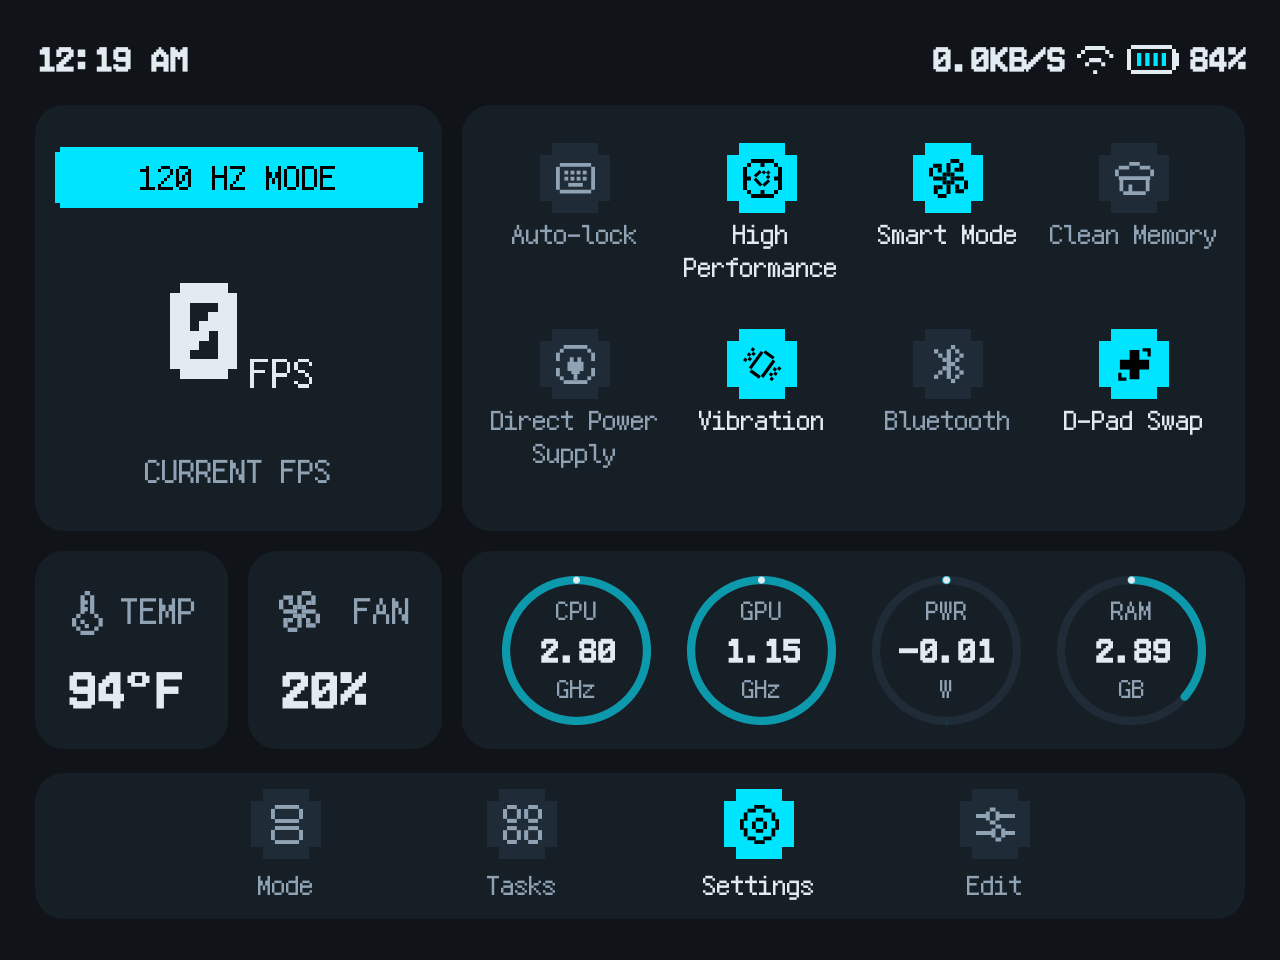 12:19 AM
0.0KB/S 84%
120 HZ MODE
0 FPS
CURRENT FPS
Auto-lock
High
Performance
Smart Mode
Clean Memory
Direct Power
Supply
Vibration
Bluetooth
D-Pad Swap
TEMP
94°F
FAN
20%
CPU
2.80
GHz
GPU
1.15
GHz
PWR
-0.01
W
RAM
2.89
GB
Mode
Tasks
Settings
Edit